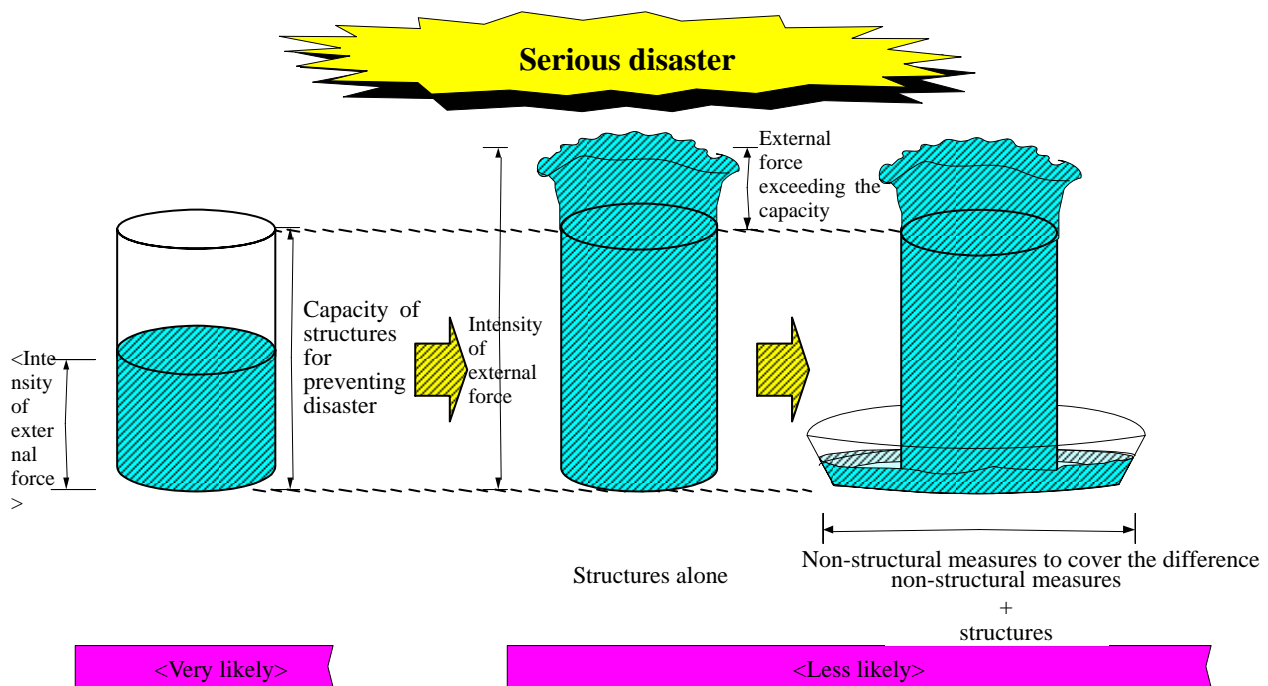 Serious disaster
External
force
exceeding the
capacity
Capacity of
structures
for
preventing
disaster
Intensity
of
external
force
<Inte
nsity
of
exter
nal
force
>
Structures alone
Non-structural measures to cover the difference
non-structural measures
+
structures
<Very likely>
<Less likely>